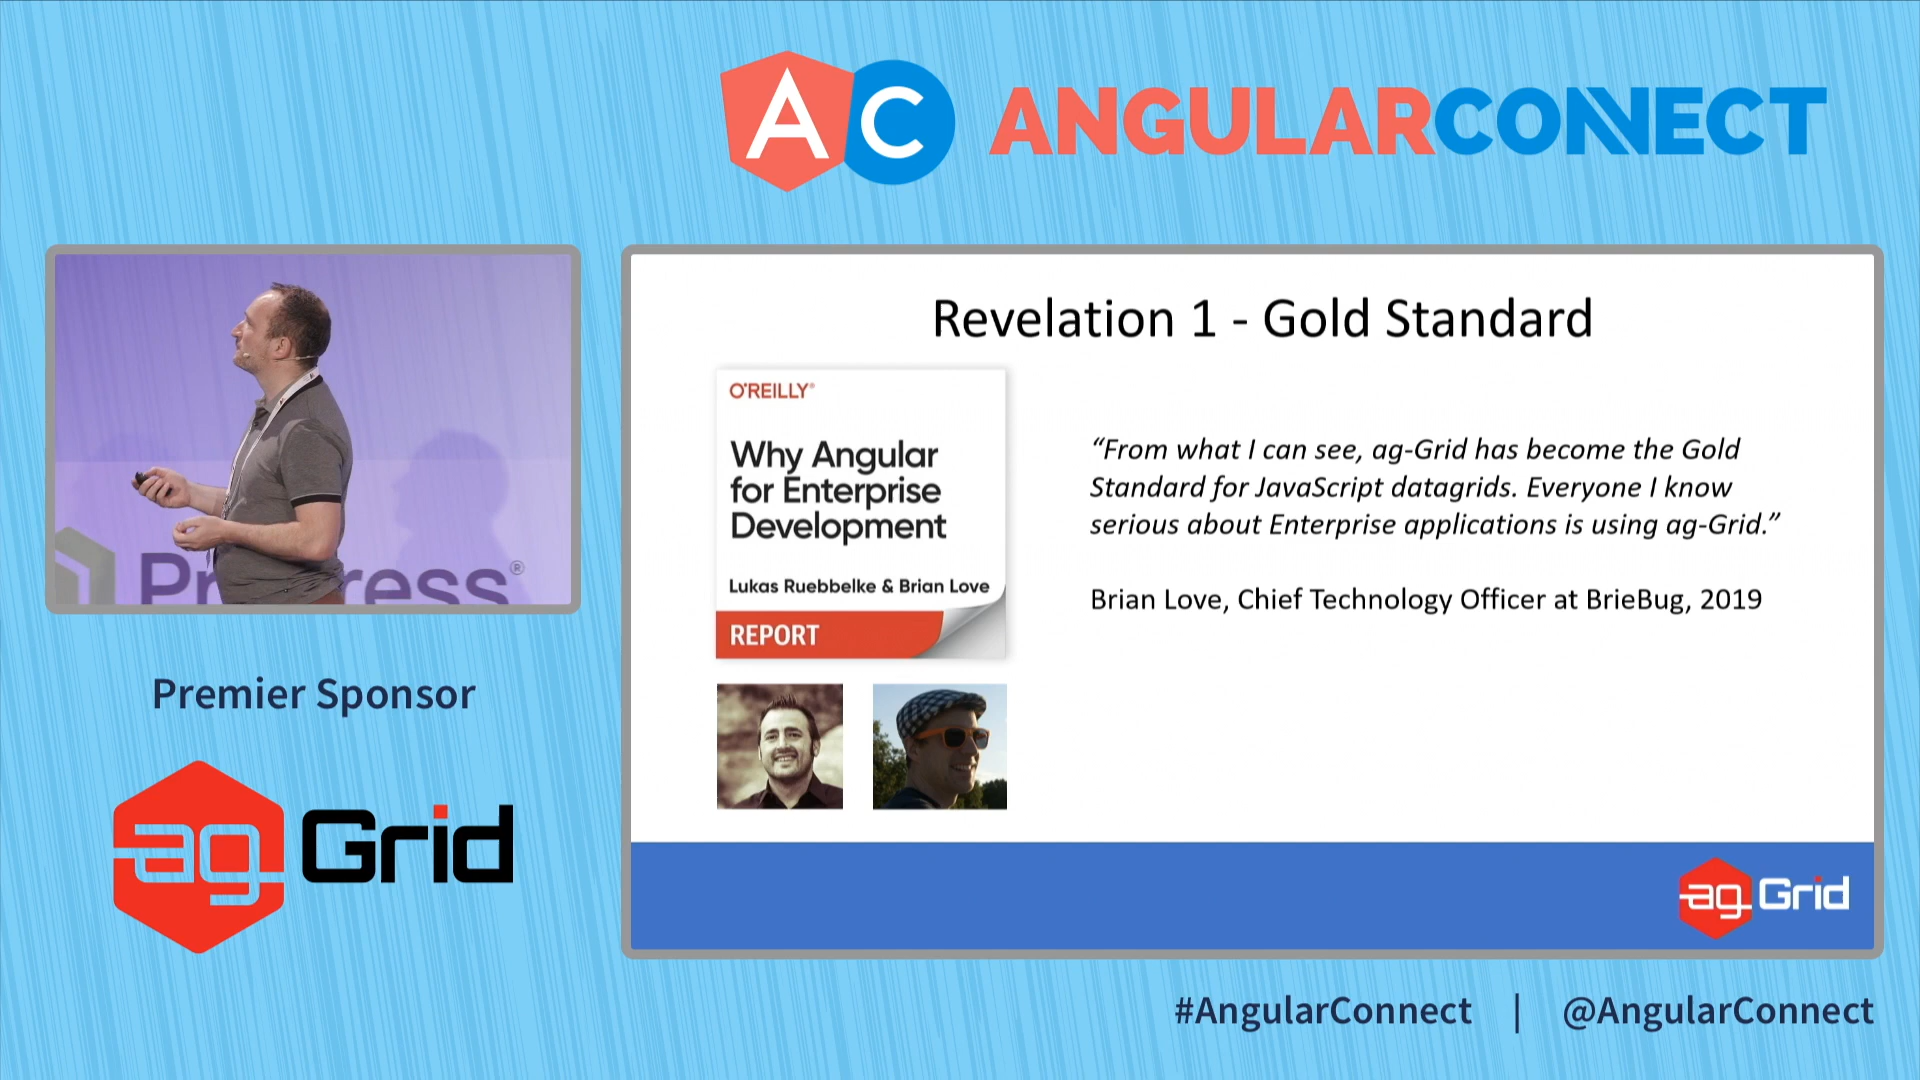 AC ANGULARCONNECT
Revelation 1 - Gold Standard
O'REILLY®
Why Angular
for Enterprise
Development
Lukas Ruebbelke & Brian Love
REPORT
“From what I can see, ag-Grid has become the Gold
Standard for JavaScript datagrids. Everyone I know
serious about Enterprise applications is using ag-Grid.”
Brian Love, Chief Technology Officer at BrieBug, 2019
ag Grid
Premier Sponsor
ag Grid
#AngularConnect | @AngularConnect